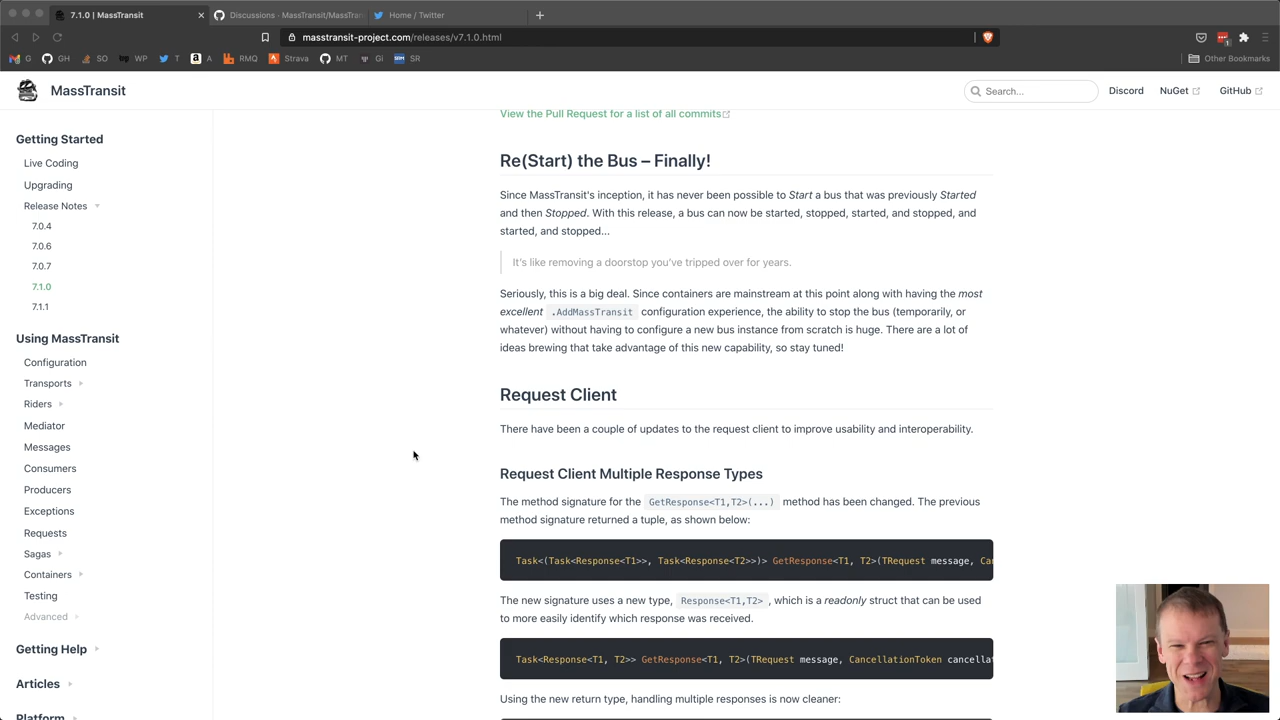 7.1.0 | MassTransit
Discussions · MassTransit/MassTran
Home / Twitter
masstransit-project.com/releases/v7.1.0.html
G
GH
SO
WP
T
A
RMQ
Strava
MT
Gi
SR
Other Bookmarks
MassTransit
Search...
Discord
NuGet
GitHub
Getting Started
Live Coding
Upgrading
Release Notes
7.0.4
7.0.6
7.0.7
7.1.0
7.1.1
Using MassTransit
Configuration
Transports
Riders
Mediator
Messages
Consumers
Producers
Exceptions
Requests
Sagas
Containers
Testing
Advanced
Getting Help
Articles
Platform
View the Pull Request for a list of all commits
Re(Start) the Bus – Finally!
Since MassTransit's inception, it has never been possible to Start a bus that was previously Started
and then Stopped. With this release, a bus can now be started, stopped, started, and stopped, and
started, and stopped...
It's like removing a doorstop you've tripped over for years.
Seriously, this is a big deal. Since containers are mainstream at this point along with having the most
excellent .AddMassTransit configuration experience, the ability to stop the bus (temporarily, or
whatever) without having to configure a new bus instance from scratch is huge. There are a lot of
ideas brewing that take advantage of this new capability, so stay tuned!
Request Client
There have been a couple of updates to the request client to improve usability and interoperability.
Request Client Multiple Response Types
The method signature for the GetResponse<T1,T2>(...) method has been changed. The previous
method signature returned a tuple, as shown below:
Task<(Task<Response<T1>>, Task<Response<T2>>)> GetResponse<T1, T2>(TRequest message, Ca
The new signature uses a new type, Response<T1,T2> , which is a readonly struct that can be used
to more easily identify which response was received.
Task<Response<T1, T2>> GetResponse<T1, T2>(TRequest message, CancellationToken cancellat
Using the new return type, handling multiple responses is now cleaner: